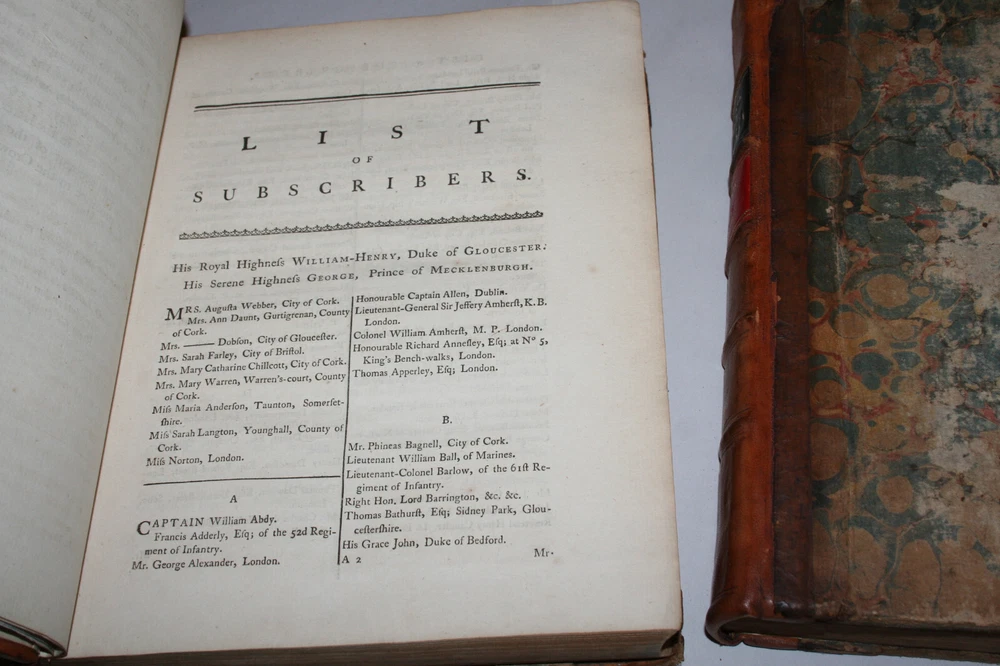 LIST
OF
SUBSCRIBERS.
His Royal Highneſs WILLIAM-HENRY, Duke of GLOUCESTER.
His Serene Highneſs GEORGE, Prince of MECKLENBURGH.
MRS. Auguſta Webber, City of Cork.
Mrs. Ann Daunt, Gortigrenan, County
of Cork.
Mrs. —— Dobſon, City of Glouceſter.
Mrs. Sarah Farley, City of Briſtol.
Mrs. Mary Catharine Chillcott, City of Cork.
Mrs. Mary Warren, Warren's-court, County
of Cork.
Miſs Maria Anderſon, Taunton, Somerſet-
ſhire.
Miſs Sarah Langton, Younghall, County of
Cork.
Miſs Norton, London.
A
CAPTAIN William Abdy.
Francis Adderly, Eſq; of the 52d Regi-
ment of Infantry.
Mr. George Alexander, London.
Honourable Captain Allen, Dublin.
Lieutenant-General Sir Jeffery Amherſt, K. B.
London.
Colonel William Amherſt, M. P. London.
Honourable Richard Anneſley, Eſq; at Nº 5,
King's Bench-walks, London.
Thomas Apperley, Eſq; London.
B.
Mr. Phineas Bagnell, City of Cork.
Lieutenant William Ball, of Marines.
Lieutenant-Colonel Barlow, of the 61ſt Re-
giment of Infantry.
Right Hon. Lord Barrington, &c. &c.
Thomas Bathurſt, Eſq; Sidney Park, Glou-
ceſterſhire.
His Grace John, Duke of Bedford.
A 2 Mr.